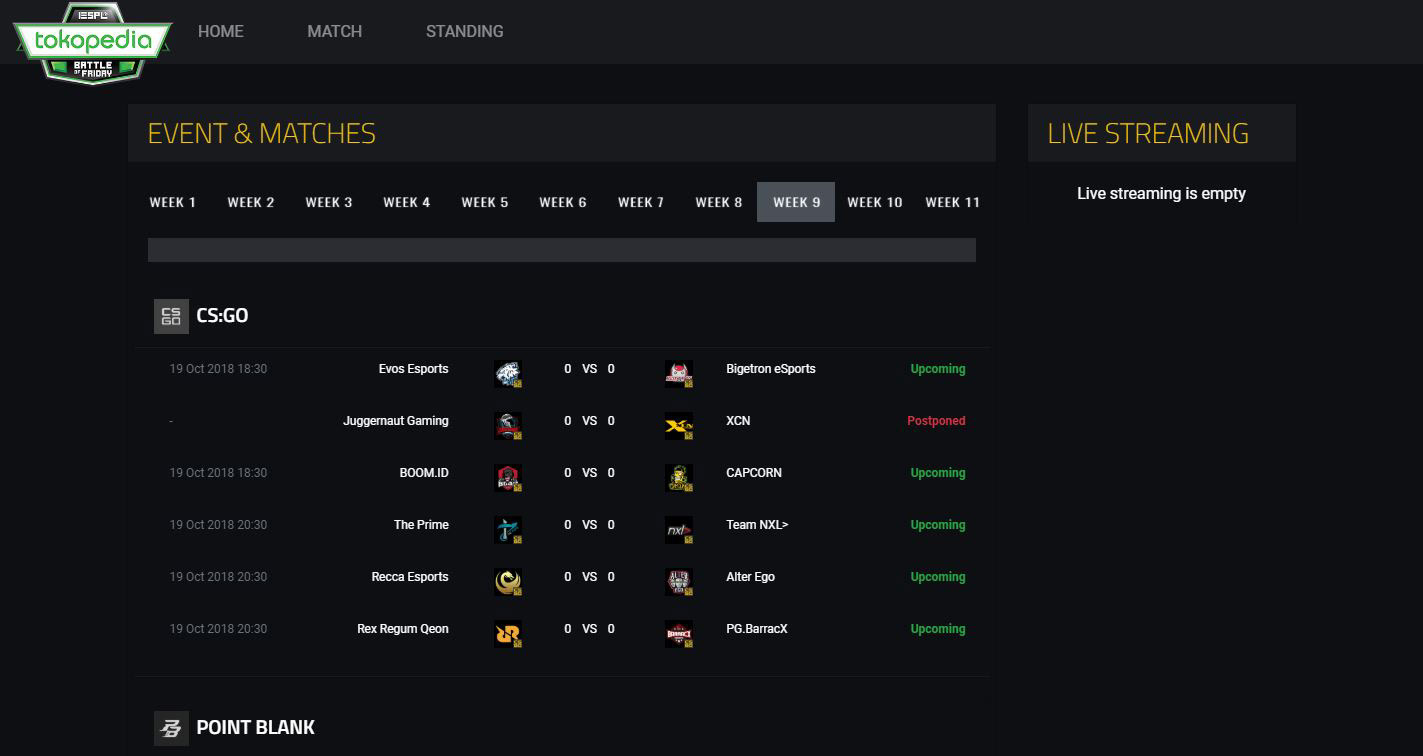 IESPL
tokopedia
BATTLE OF FRIDAY
HOME MATCH STANDING
EVENT & MATCHES
WEEK 1 WEEK 2 WEEK 3 WEEK 4 WEEK 5 WEEK 6 WEEK 7 WEEK 8 WEEK 9 WEEK 10 WEEK 11
CS GO CS:GO
19 Oct 2018 18:30 Evos Esports 0 VS 0 Bigetron eSports Upcoming
- Juggernaut Gaming 0 VS 0 XCN Postponed
19 Oct 2018 18:30 BOOM.ID 0 VS 0 CAPCORN Upcoming
19 Oct 2018 20:30 The Prime 0 VS 0 nxl> Team NXL> Upcoming
19 Oct 2018 20:30 Recca Esports 0 VS 0 ALTER EGO Alter Ego Upcoming
19 Oct 2018 20:30 Rex Regum Qeon 0 VS 0 BARRACX PG.BarracX Upcoming
POINT BLANK
LIVE STREAMING
Live streaming is empty